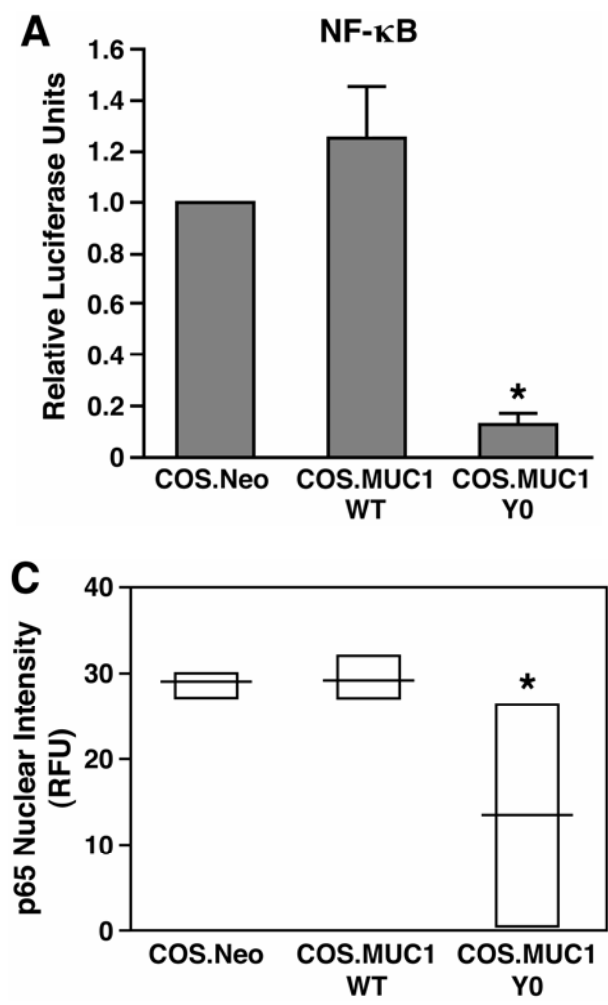 A
NF-κB
Relative Luciferase Units
1.6
1.4
1.2
1.0
0.8
0.6
0.4
0.2
0
*
COS.Neo COS.MUC1 COS.MUC1
WT Y0
C
p65 Nuclear Intensity
(RFU)
40
30
20
10
0
*
COS.Neo COS.MUC1 COS.MUC1
WT Y0